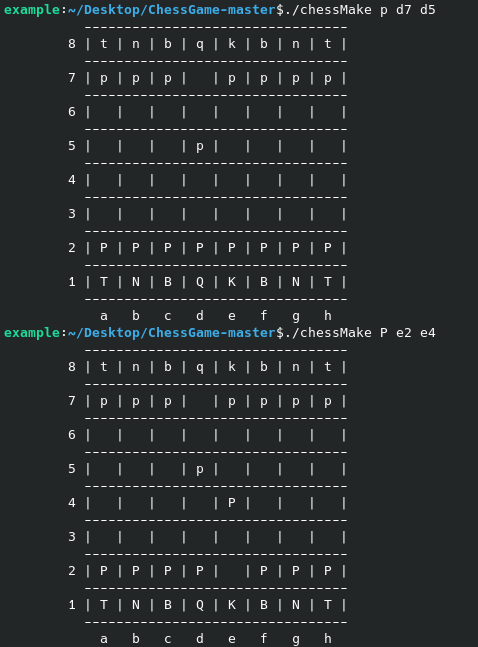 example:~/Desktop/ChessGame-master$./chessMake p d7 d5
---------------------------------
8 | t | n | b | q | k | b | n | t |
---------------------------------
7 | p | p | p |   | p | p | p | p |
---------------------------------
6 |   |   |   |   |   |   |   |   |
---------------------------------
5 |   |   |   | p |   |   |   |   |
---------------------------------
4 |   |   |   |   |   |   |   |   |
---------------------------------
3 |   |   |   |   |   |   |   |   |
---------------------------------
2 | P | P | P | P | P | P | P | P |
---------------------------------
1 | T | N | B | Q | K | B | N | T |
---------------------------------
a b c d e f g h
example:~/Desktop/ChessGame-master$./chessMake P e2 e4
---------------------------------
8 | t | n | b | q | k | b | n | t |
---------------------------------
7 | p | p | p |   | p | p | p | p |
---------------------------------
6 |   |   |   |   |   |   |   |   |
---------------------------------
5 |   |   |   | p |   |   |   |   |
---------------------------------
4 |   |   |   |   | P |   |   |   |
---------------------------------
3 |   |   |   |   |   |   |   |   |
---------------------------------
2 | P | P | P | P |   | P | P | P |
---------------------------------
1 | T | N | B | Q | K | B | N | T |
---------------------------------
a b c d e f g h